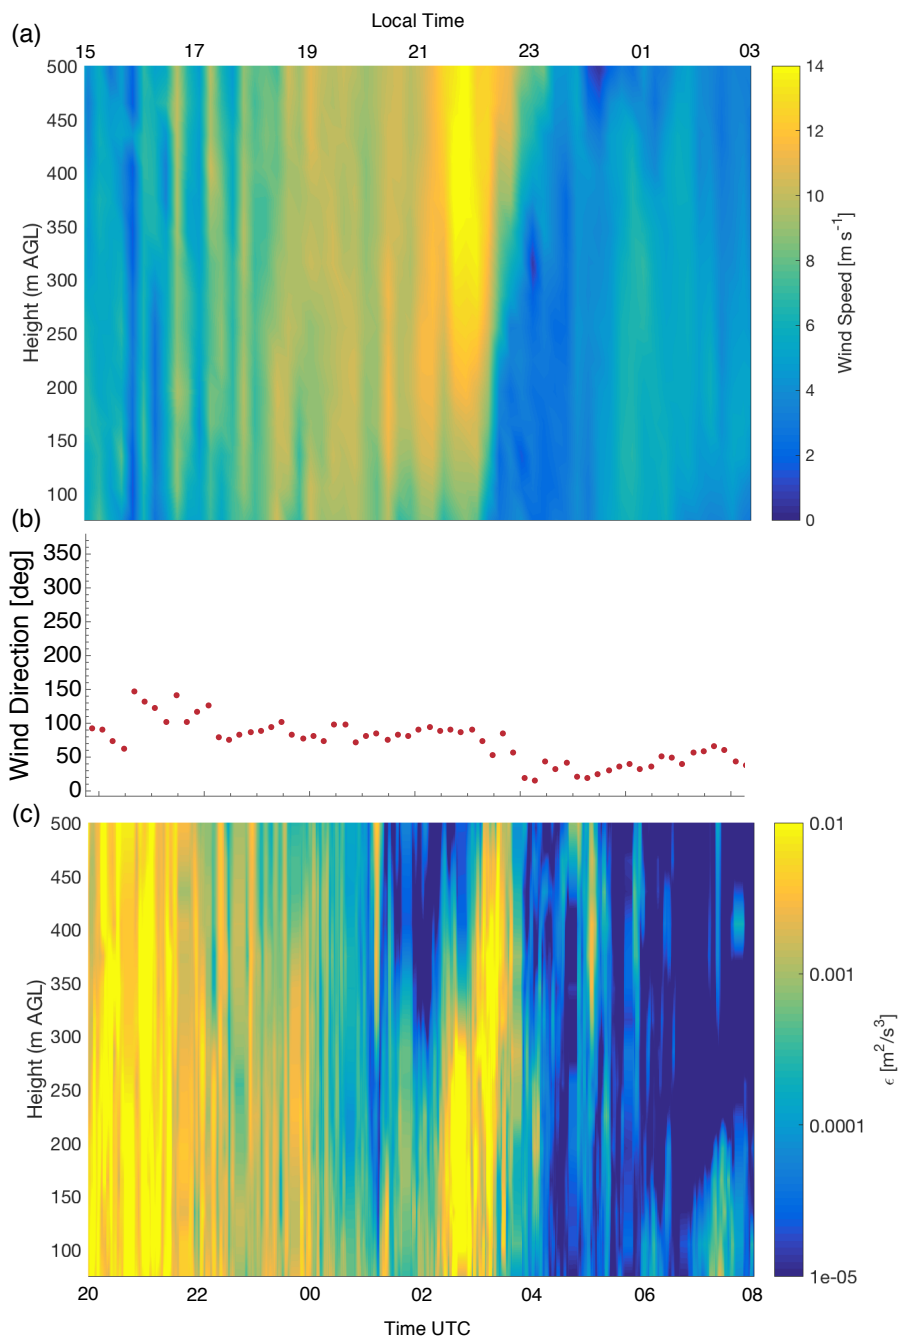 (a)
Local Time
15 17 19 21 23 01 03
500
450
400
350
300
250
200
150
100
Height (m AGL)
14
12
10
8
6
4
2
0
Wind Speed [m s-1]
(b)
350
300
250
200
150
100
50
0
Wind Direction [deg]
(c)
500
450
400
350
300
250
200
150
100
Height (m AGL)
0.01
0.001
0.0001
1e-05
ϵ [m²/s³]
20 22 00 02 04 06 08
Time UTC